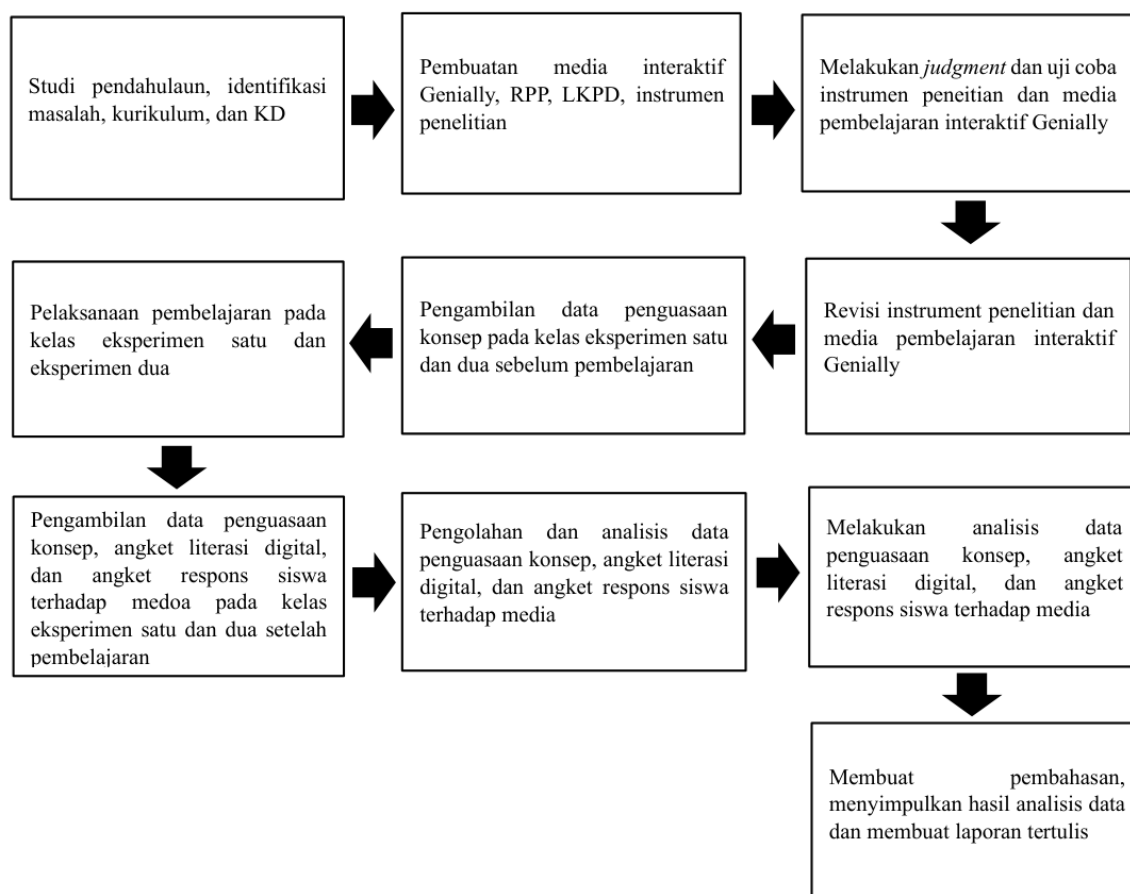 Studi pendahulaun, identifikasi
masalah, kurikulum, dan KD
Pembuatan media interaktif
Genially, RPP, LKPD, instrumen
penelitian
Melakukan judgment dan uji coba
instrumen peneitian dan media
pembelajaran interaktif Genially
Revisi instrument penelitian dan
media pembelajaran interaktif
Genially
Pengambilan data penguasaan
konsep pada kelas eksperimen satu
dan dua sebelum pembelajaran
Pelaksanaan pembelajaran pada
kelas eksperimen satu dan
eksperimen dua
Pengambilan data penguasaan
konsep, angket literasi digital,
dan angket respons siswa
terhadap medoa pada kelas
eksperimen satu dan dua setelah
pembelajaran
Pengolahan dan analisis data
penguasaan konsep, angket literasi
digital, dan angket respons siswa
terhadap media
Melakukan analisis data
penguasaan konsep, angket
literasi digital, dan angket
respons siswa terhadap media
Membuat pembahasan,
menyimpulkan hasil analisis data
dan membuat laporan tertulis